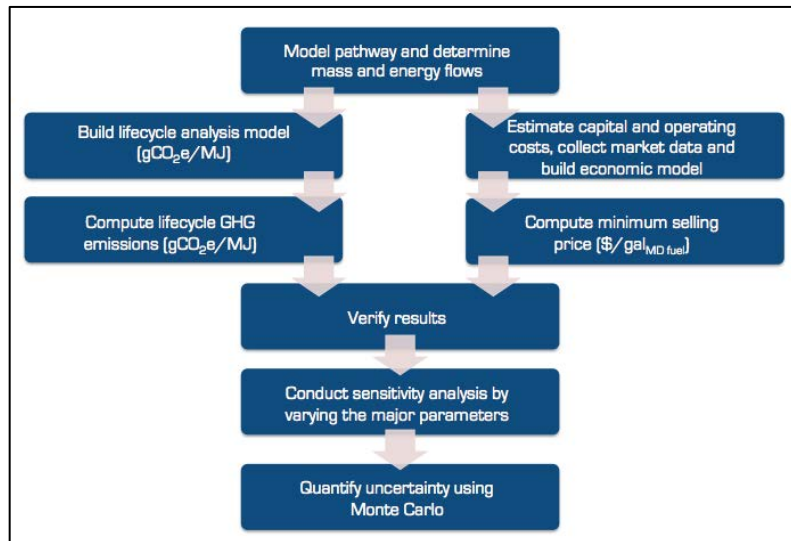 Model pathway and determine
mass and energy flows
Build lifecycle analysis model
(gCO₂e/MJ)
Estimate capital and operating
costs, collect market data and
build economic model
Compute lifecycle GHG
emissions (gCO₂e/MJ)
Compute minimum selling
price ($/gal_MD fuel)
Verify results
Conduct sensitivity analysis by
varying the major parameters
Quantify uncertainty using
Monte Carlo